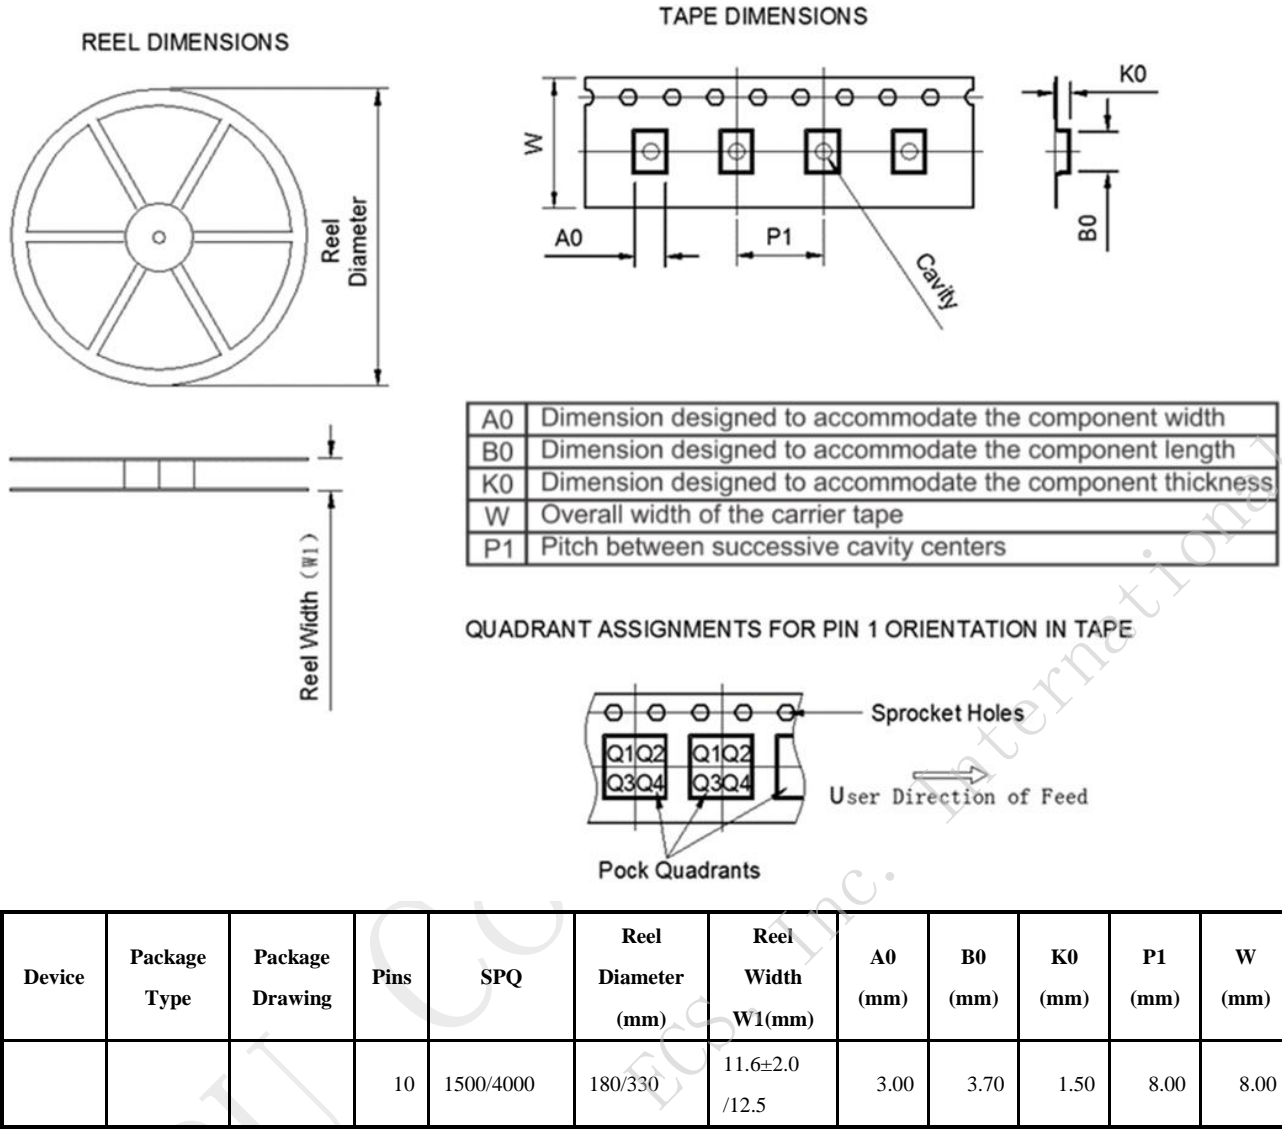 REEL DIMENSIONS
TAPE DIMENSIONS
Reel
Diameter
W
A0
P1
Cavity
K0
B0
Reel Width (W1)
A0 Dimension designed to accommodate the component width
B0 Dimension designed to accommodate the component length
K0 Dimension designed to accommodate the component thickness
W Overall width of the carrier tape
P1 Pitch between successive cavity centers
QUADRANT ASSIGNMENTS FOR PIN 1 ORIENTATION IN TAPE
Sprocket Holes
Q1 Q2 Q1 Q2
Q3 Q4 Q3 Q4
User Direction of Feed
Pock Quadrants
Device Package Type Package Drawing Pins SPQ Reel Diameter (mm) Reel Width W1(mm) A0 (mm) B0 (mm) K0 (mm) P1 (mm) W (mm)
10 1500/4000 180/330 11.6±2.0 /12.5 3.00 3.70 1.50 8.00 8.00
ECS, Inc. International